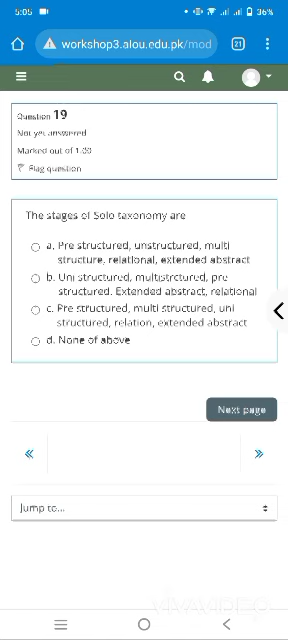 5:05
36%
workshop3.aiou.edu.pk/mod
21
Question 19
Not yet answered
Marked out of 1.00
Flag question
The stages of Solo taxonomy are
a. Pre structured, unstructured, multi
structure, relational, extended abstract
b. Uni structured, multistrctured, pre
structured. Extended abstract, relational
c. Pre structured, multi structured, uni
structured, relation, extended abstract
d. None of above
Next page
Jump to...
VIVAVIDEO